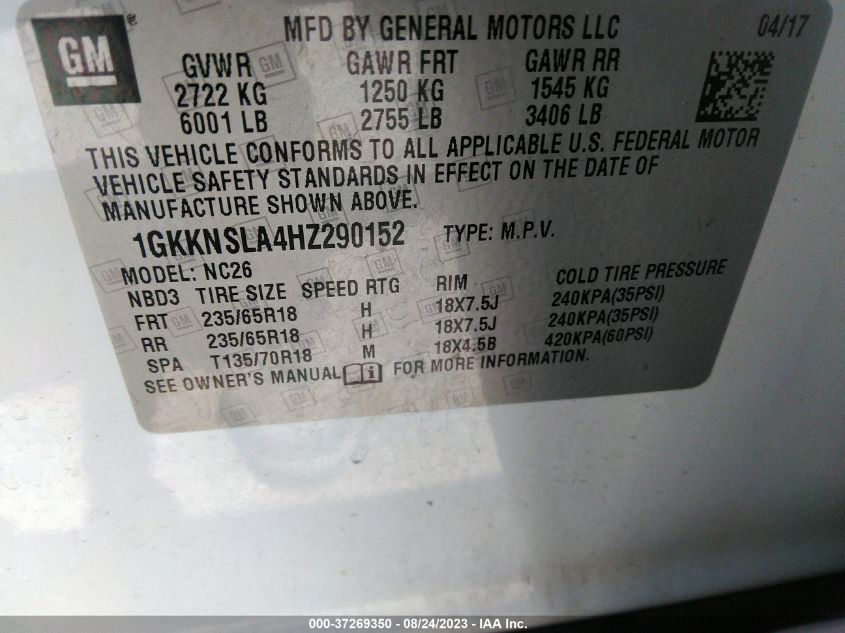 GM
MFD BY GENERAL MOTORS LLC 04/17
GVWR GAWR FRT GAWR RR
2722 KG 1250 KG 1545 KG
6001 LB 2755 LB 3406 LB
THIS VEHICLE CONFORMS TO ALL APPLICABLE U.S. FEDERAL MOTOR
VEHICLE SAFETY STANDARDS IN EFFECT ON THE DATE OF
MANUFACTURE SHOWN ABOVE.
1GKKNSLA4HZ290152 TYPE: M.P.V.
MODEL: NC26
NBD3 TIRE SIZE SPEED RTG RIM COLD TIRE PRESSURE
FRT 235/65R18 H 18X7.5J 240KPA(35PSI)
RR 235/65R18 H 18X7.5J 240KPA(35PSI)
SPA T135/70R18 M 18X4.5B 420KPA(60PSI)
SEE OWNER'S MANUAL FOR MORE INFORMATION.
000-37269350 - 08/24/2023 - IAA Inc.